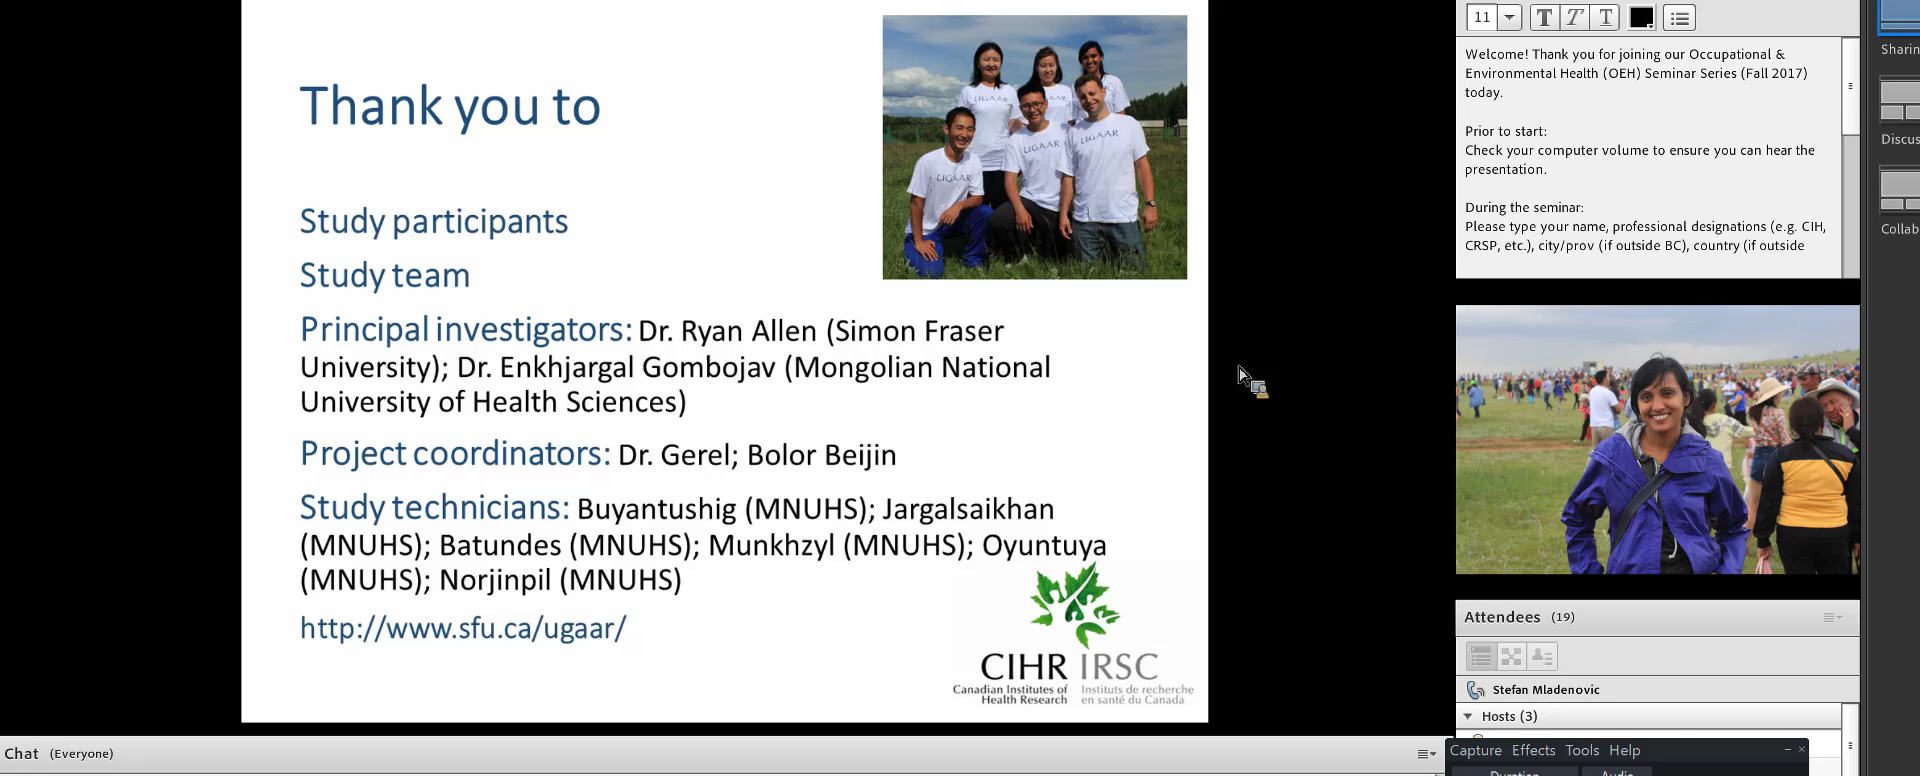 Thank you to
UGAAR
UGAAR
UGAAR
UGAAR
UGAAR
Study participants
Study team
Principal investigators: Dr. Ryan Allen (Simon Fraser
University); Dr. Enkhjargal Gombojav (Mongolian National
University of Health Sciences)
Project coordinators: Dr. Gerel; Bolor Beijin
Study technicians: Buyantushig (MNUHS); Jargalsaikhan
(MNUHS); Batundes (MNUHS); Munkhzyl (MNUHS); Oyuntuya
(MNUHS); Norjinpil (MNUHS)
http://www.sfu.ca/ugaar/
CIHR IRSC
Canadian Institutes of Health Research
Instituts de recherche en santé du Canada
11
T T T
Welcome! Thank you for joining our Occupational &
Environmental Health (OEH) Seminar Series (Fall 2017)
today.
Prior to start:
Check your computer volume to ensure you can hear the
presentation.
During the seminar:
Please type your name, professional designations (e.g. CIH,
CRSP, etc.), city/prov (if outside BC), country (if outside
Sharin
Discus
Collab
Attendees (19)
Stefan Mladenovic
Hosts (3)
Chat (Everyone)
Capture Effects Tools Help
Duration Audio